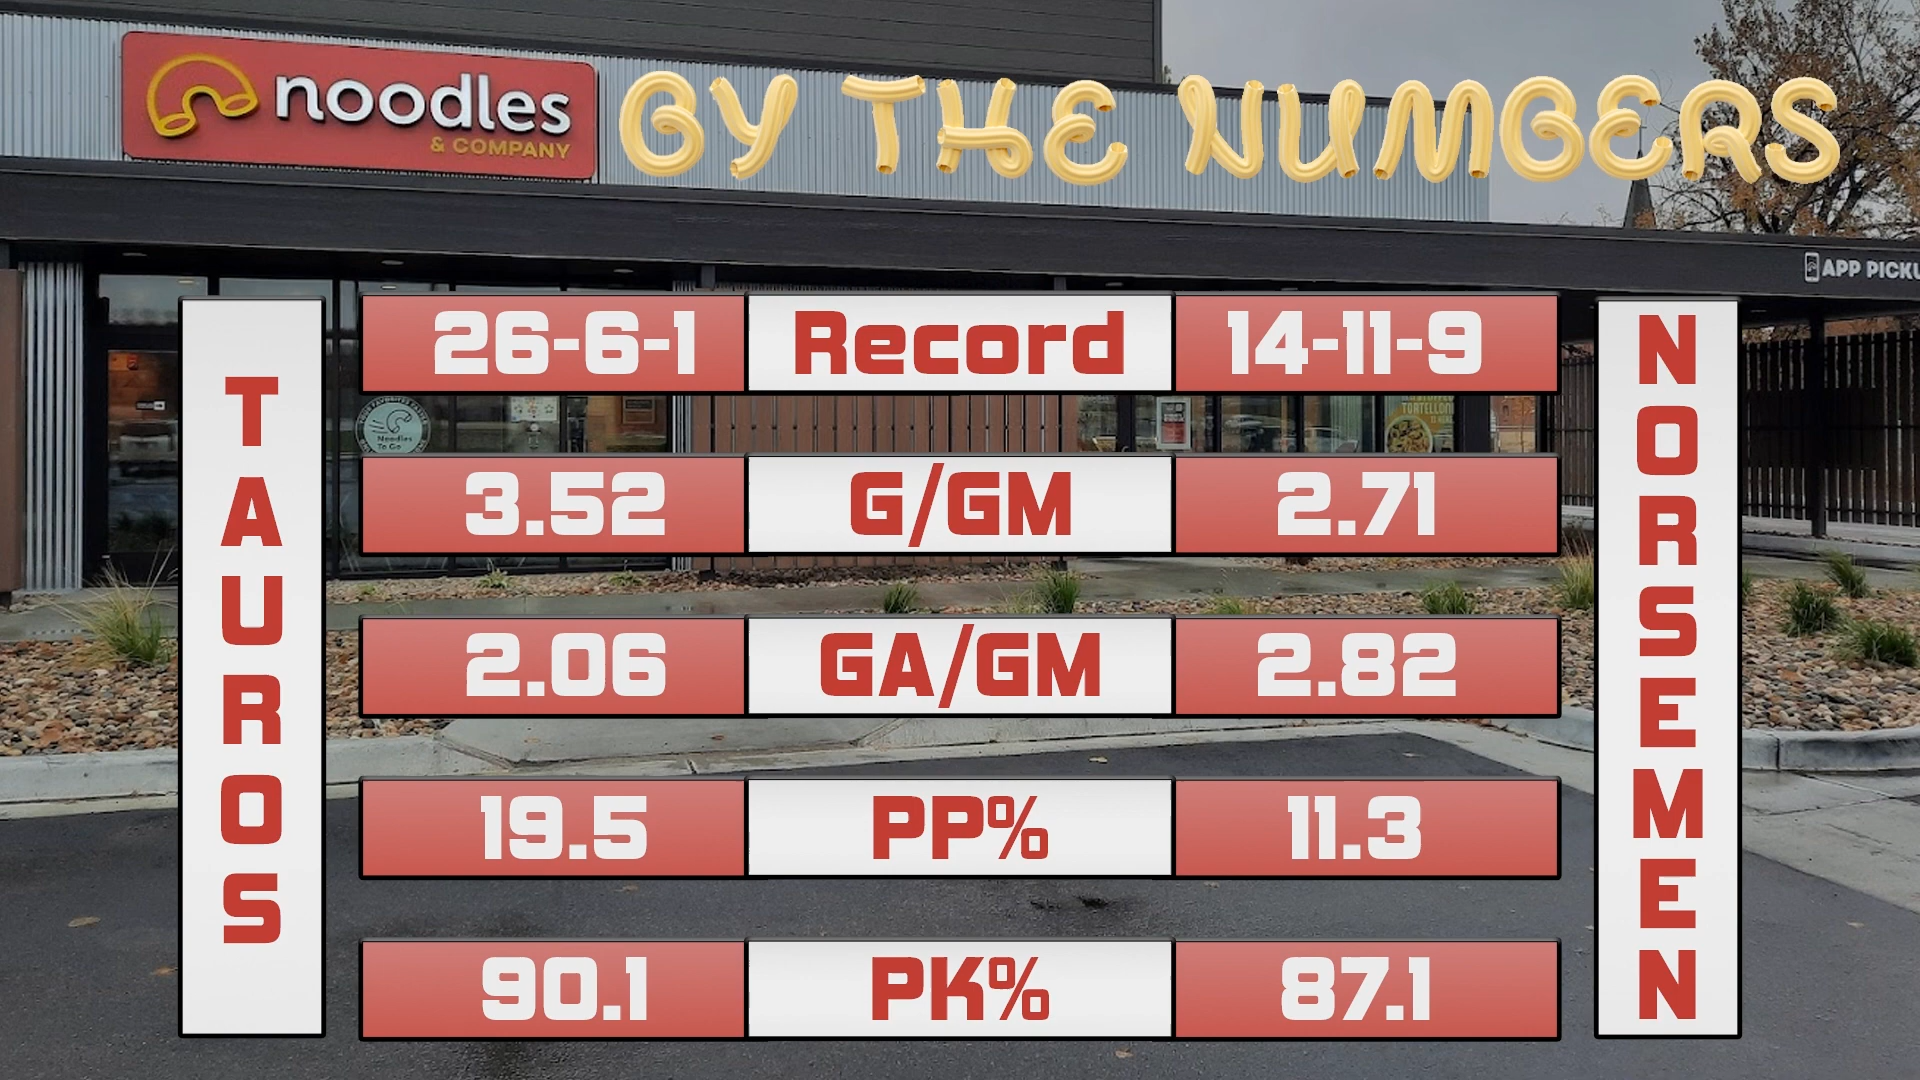 noodles
& COMPANY
BY THE NUMBERS
APP PICKU
TAUROS
26-6-1 Record 14-11-9
3.52 G/GM 2.71
2.06 GA/GM 2.82
19.5 PP% 11.3
90.1 PK% 87.1
NORSEMEN
Noodles
To Go
TORTELLONI